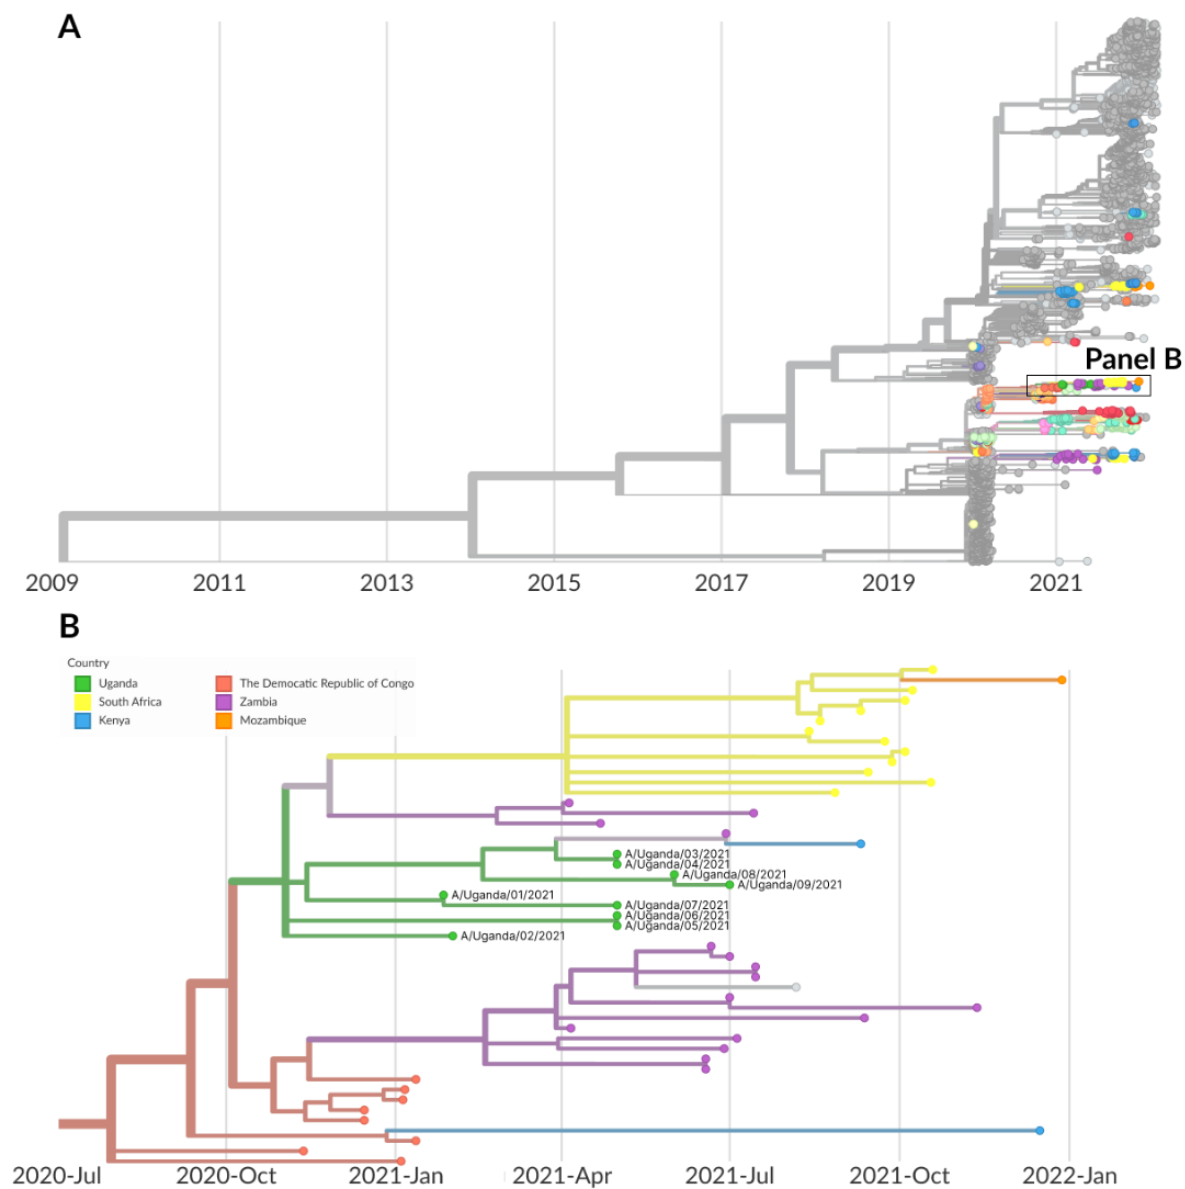 A
Panel B
2009 2011 2013 2015 2017 2019 2021
B
Country
Uganda The Democatic Republic of Congo
South Africa Zambia
Kenya Mozambique
A/Uganda/03/2021
A/Uganda/04/2021
A/Uganda/08/2021
A/Uganda/09/2021
A/Uganda/01/2021
A/Uganda/07/2021
A/Uganda/06/2021
A/Uganda/05/2021
A/Uganda/02/2021
2020-Jul 2020-Oct 2021-Jan 2021-Apr 2021-Jul 2021-Oct 2022-Jan